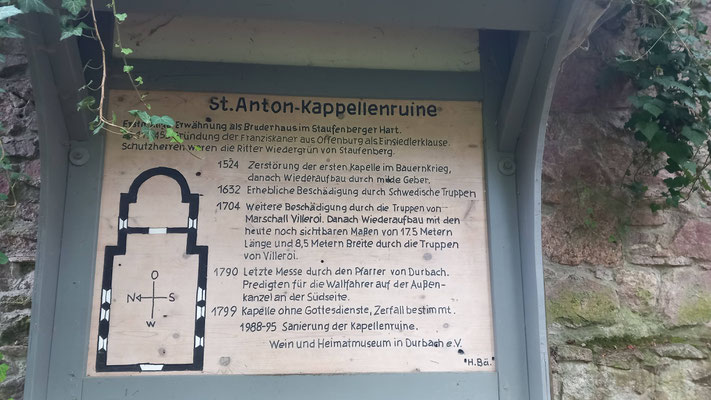 St. Anton-Kappellenruine
Erwähnung als Bruderhaus im Staufenberger Hart.
Gründung der Franziskaner aus Offenburg als Einsiedlerklause.
Schutzherren waren die Ritter Wiedergrün von Staufenberg.
1524 Zerstörung der ersten Kapelle im Bauernkrieg,
danach Wiederaufbau durch milde Geber.
1632 Erhebliche Beschädigung durch Schwedische Truppen
1704 Weitere Beschädigung durch die Truppen von
Marschall Villeroi. Danach Wiederaufbau mit den
heute noch sichtbaren Maßen von 17.5 Metern
Länge und 8,5 Metern Breite durch die Truppen
von Villeroi.
O
N S
W
1790 Letzte Messe durch den Pfarrer von Durbach.
Predigten für die Wallfahrer auf der Außen-
kanzel an der Südseite.
1799 Kapelle ohne Gottesdienste, Zerfall bestimmt.
1988-95 Sanierung der Kapellenruine.
Wein und Heimatmuseum in Durbach e.V.
"H.Bä."